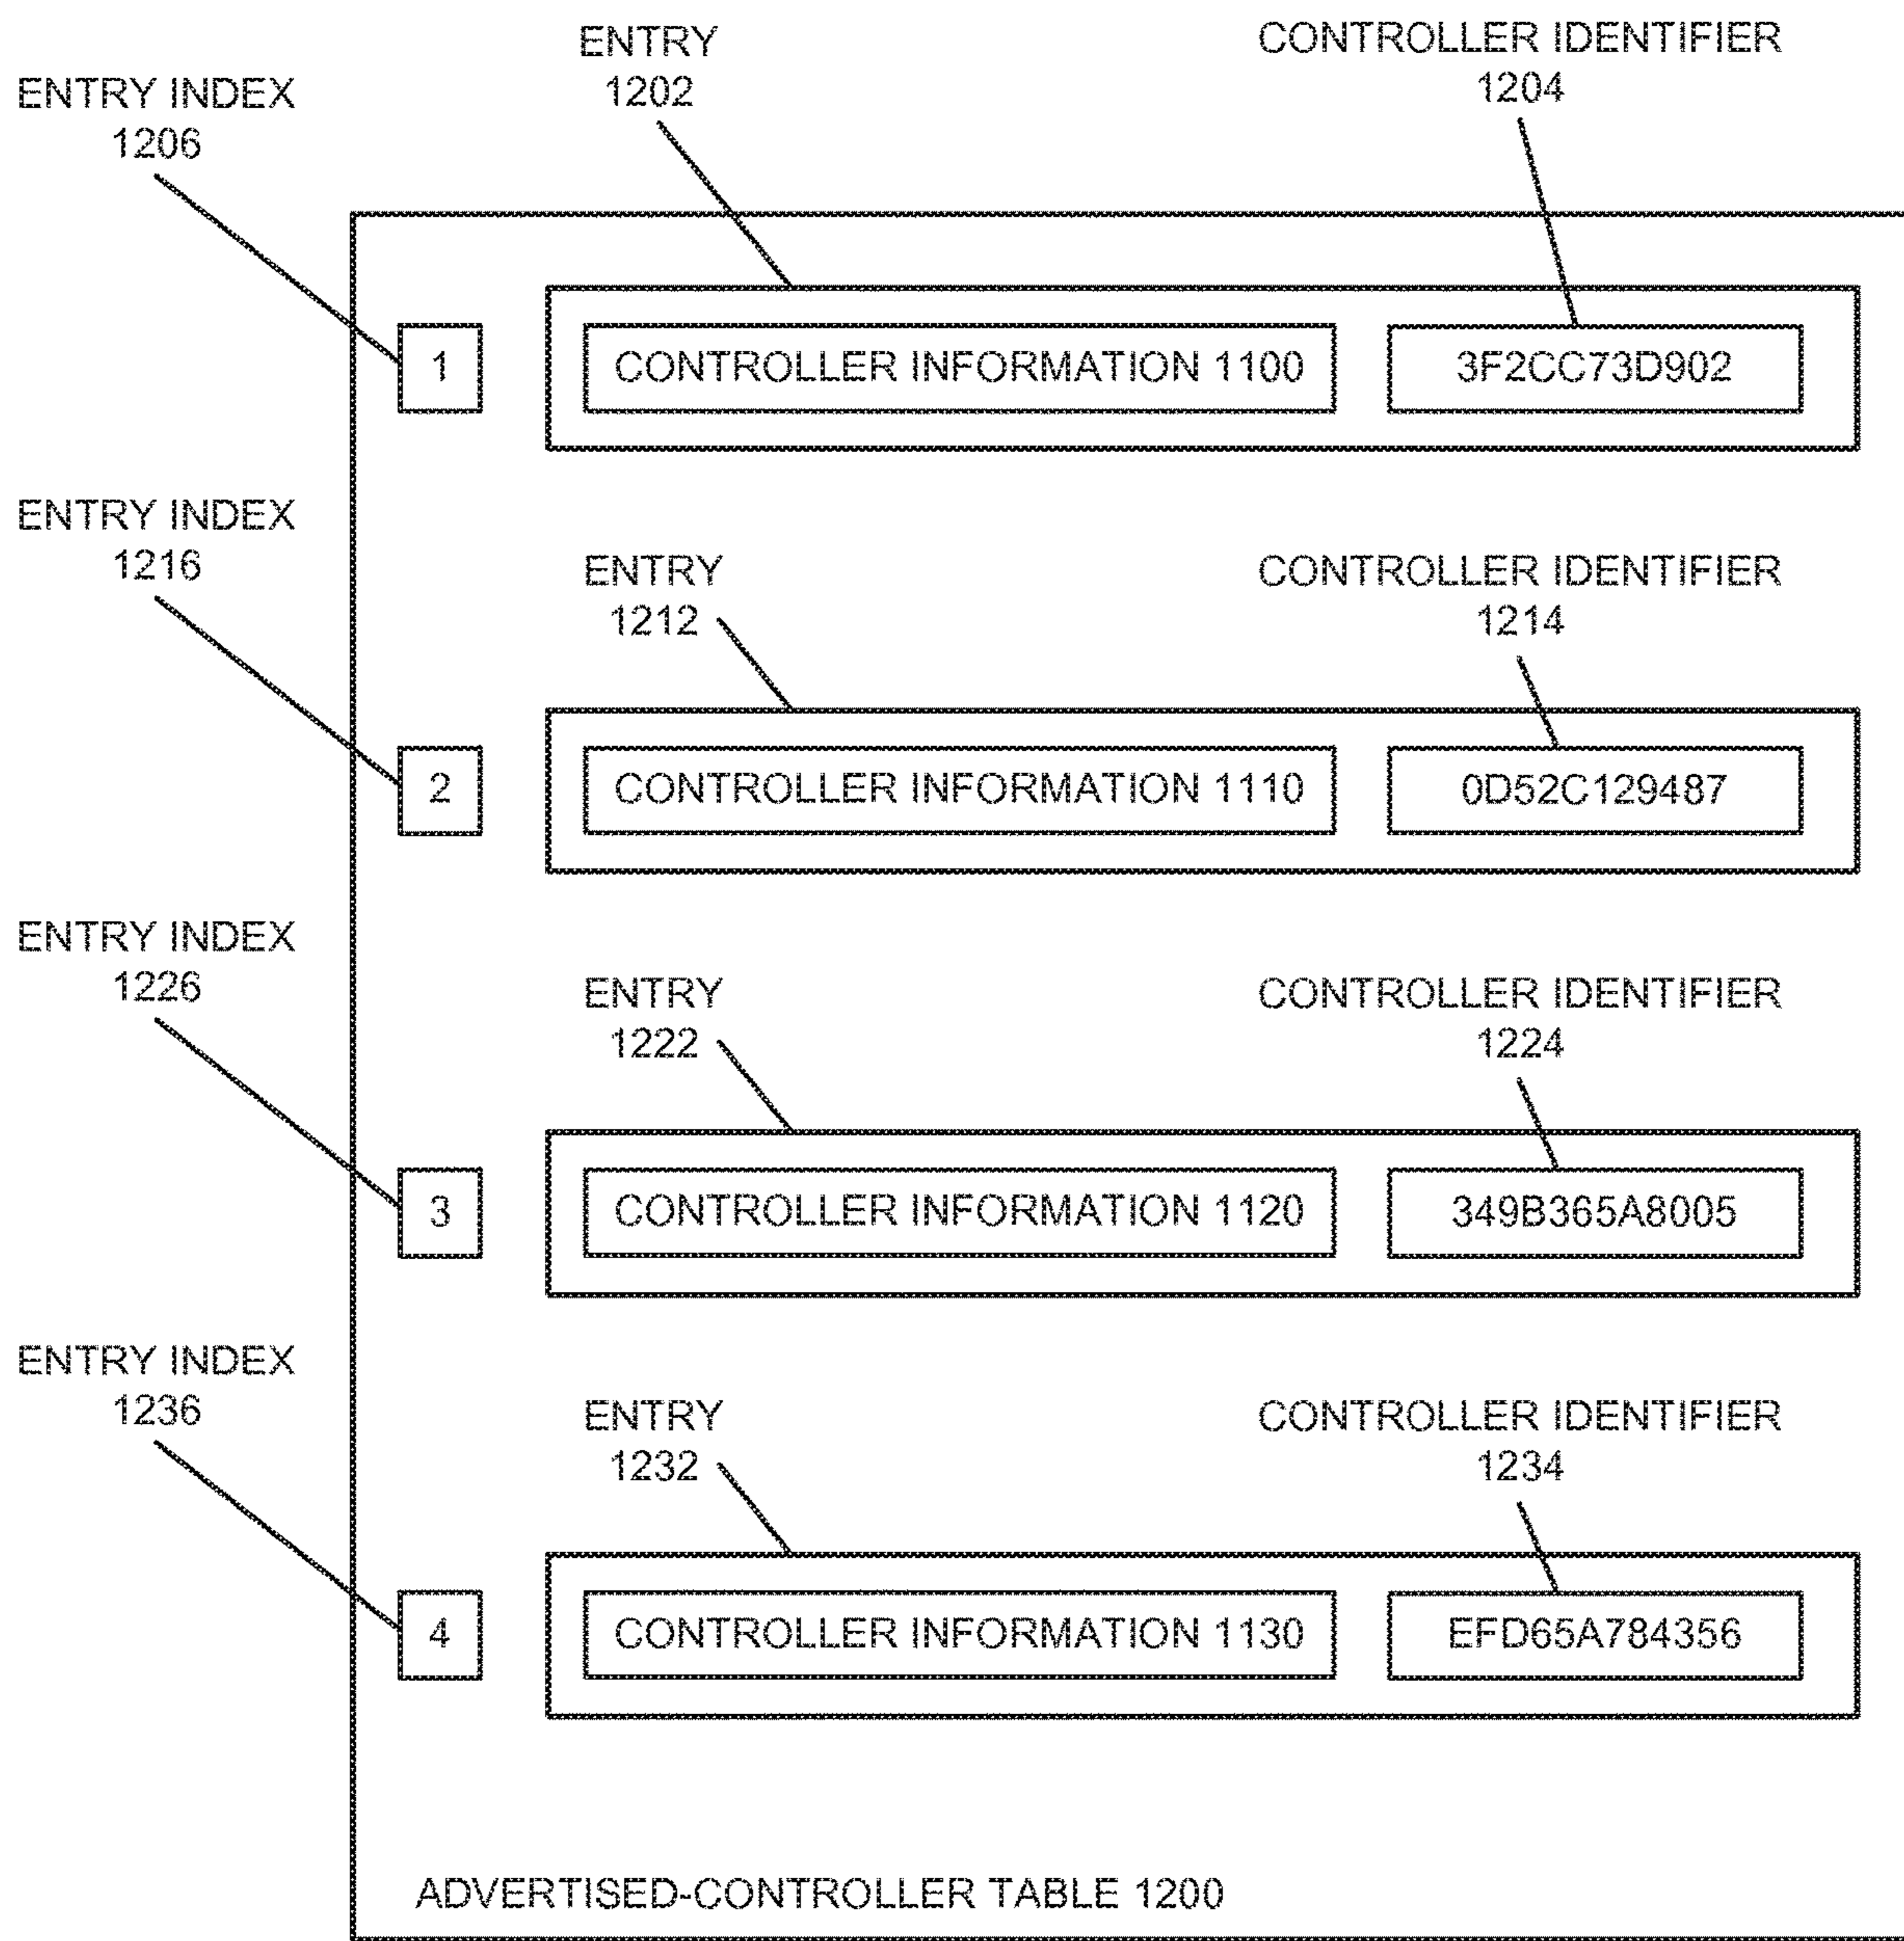 ENTRY
1202
CONTROLLER IDENTIFIER
1204
ENTRY INDEX
1206
1
CONTROLLER INFORMATION 1100
3F2CC73D902
ENTRY INDEX
1216
ENTRY
1212
CONTROLLER IDENTIFIER
1214
2
CONTROLLER INFORMATION 1110
0D52C129487
ENTRY INDEX
1226
ENTRY
1222
CONTROLLER IDENTIFIER
1224
3
CONTROLLER INFORMATION 1120
349B365A8005
ENTRY INDEX
1236
ENTRY
1232
CONTROLLER IDENTIFIER
1234
4
CONTROLLER INFORMATION 1130
EFD65A784356
ADVERTISED-CONTROLLER TABLE 1200